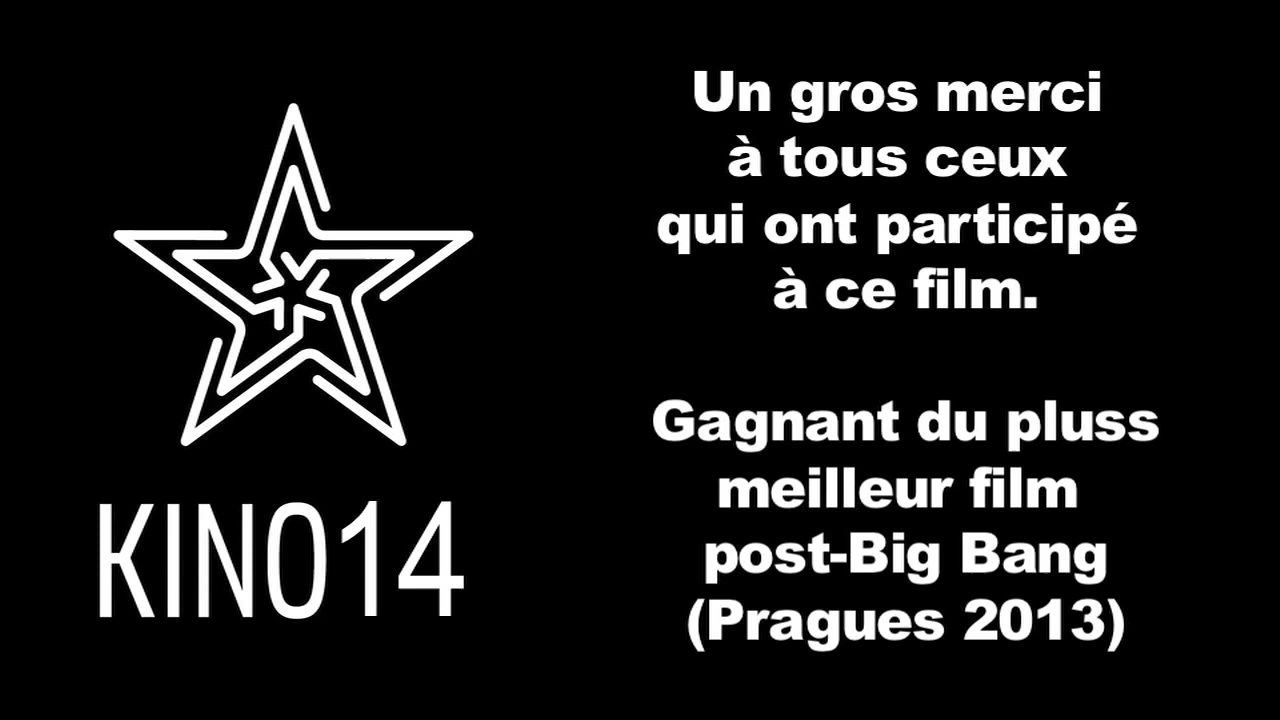 KINO14
Un gros merci
à tous ceux
qui ont participé
à ce film.
Gagnant du pluss
meilleur film
post-Big Bang
(Pragues 2013)